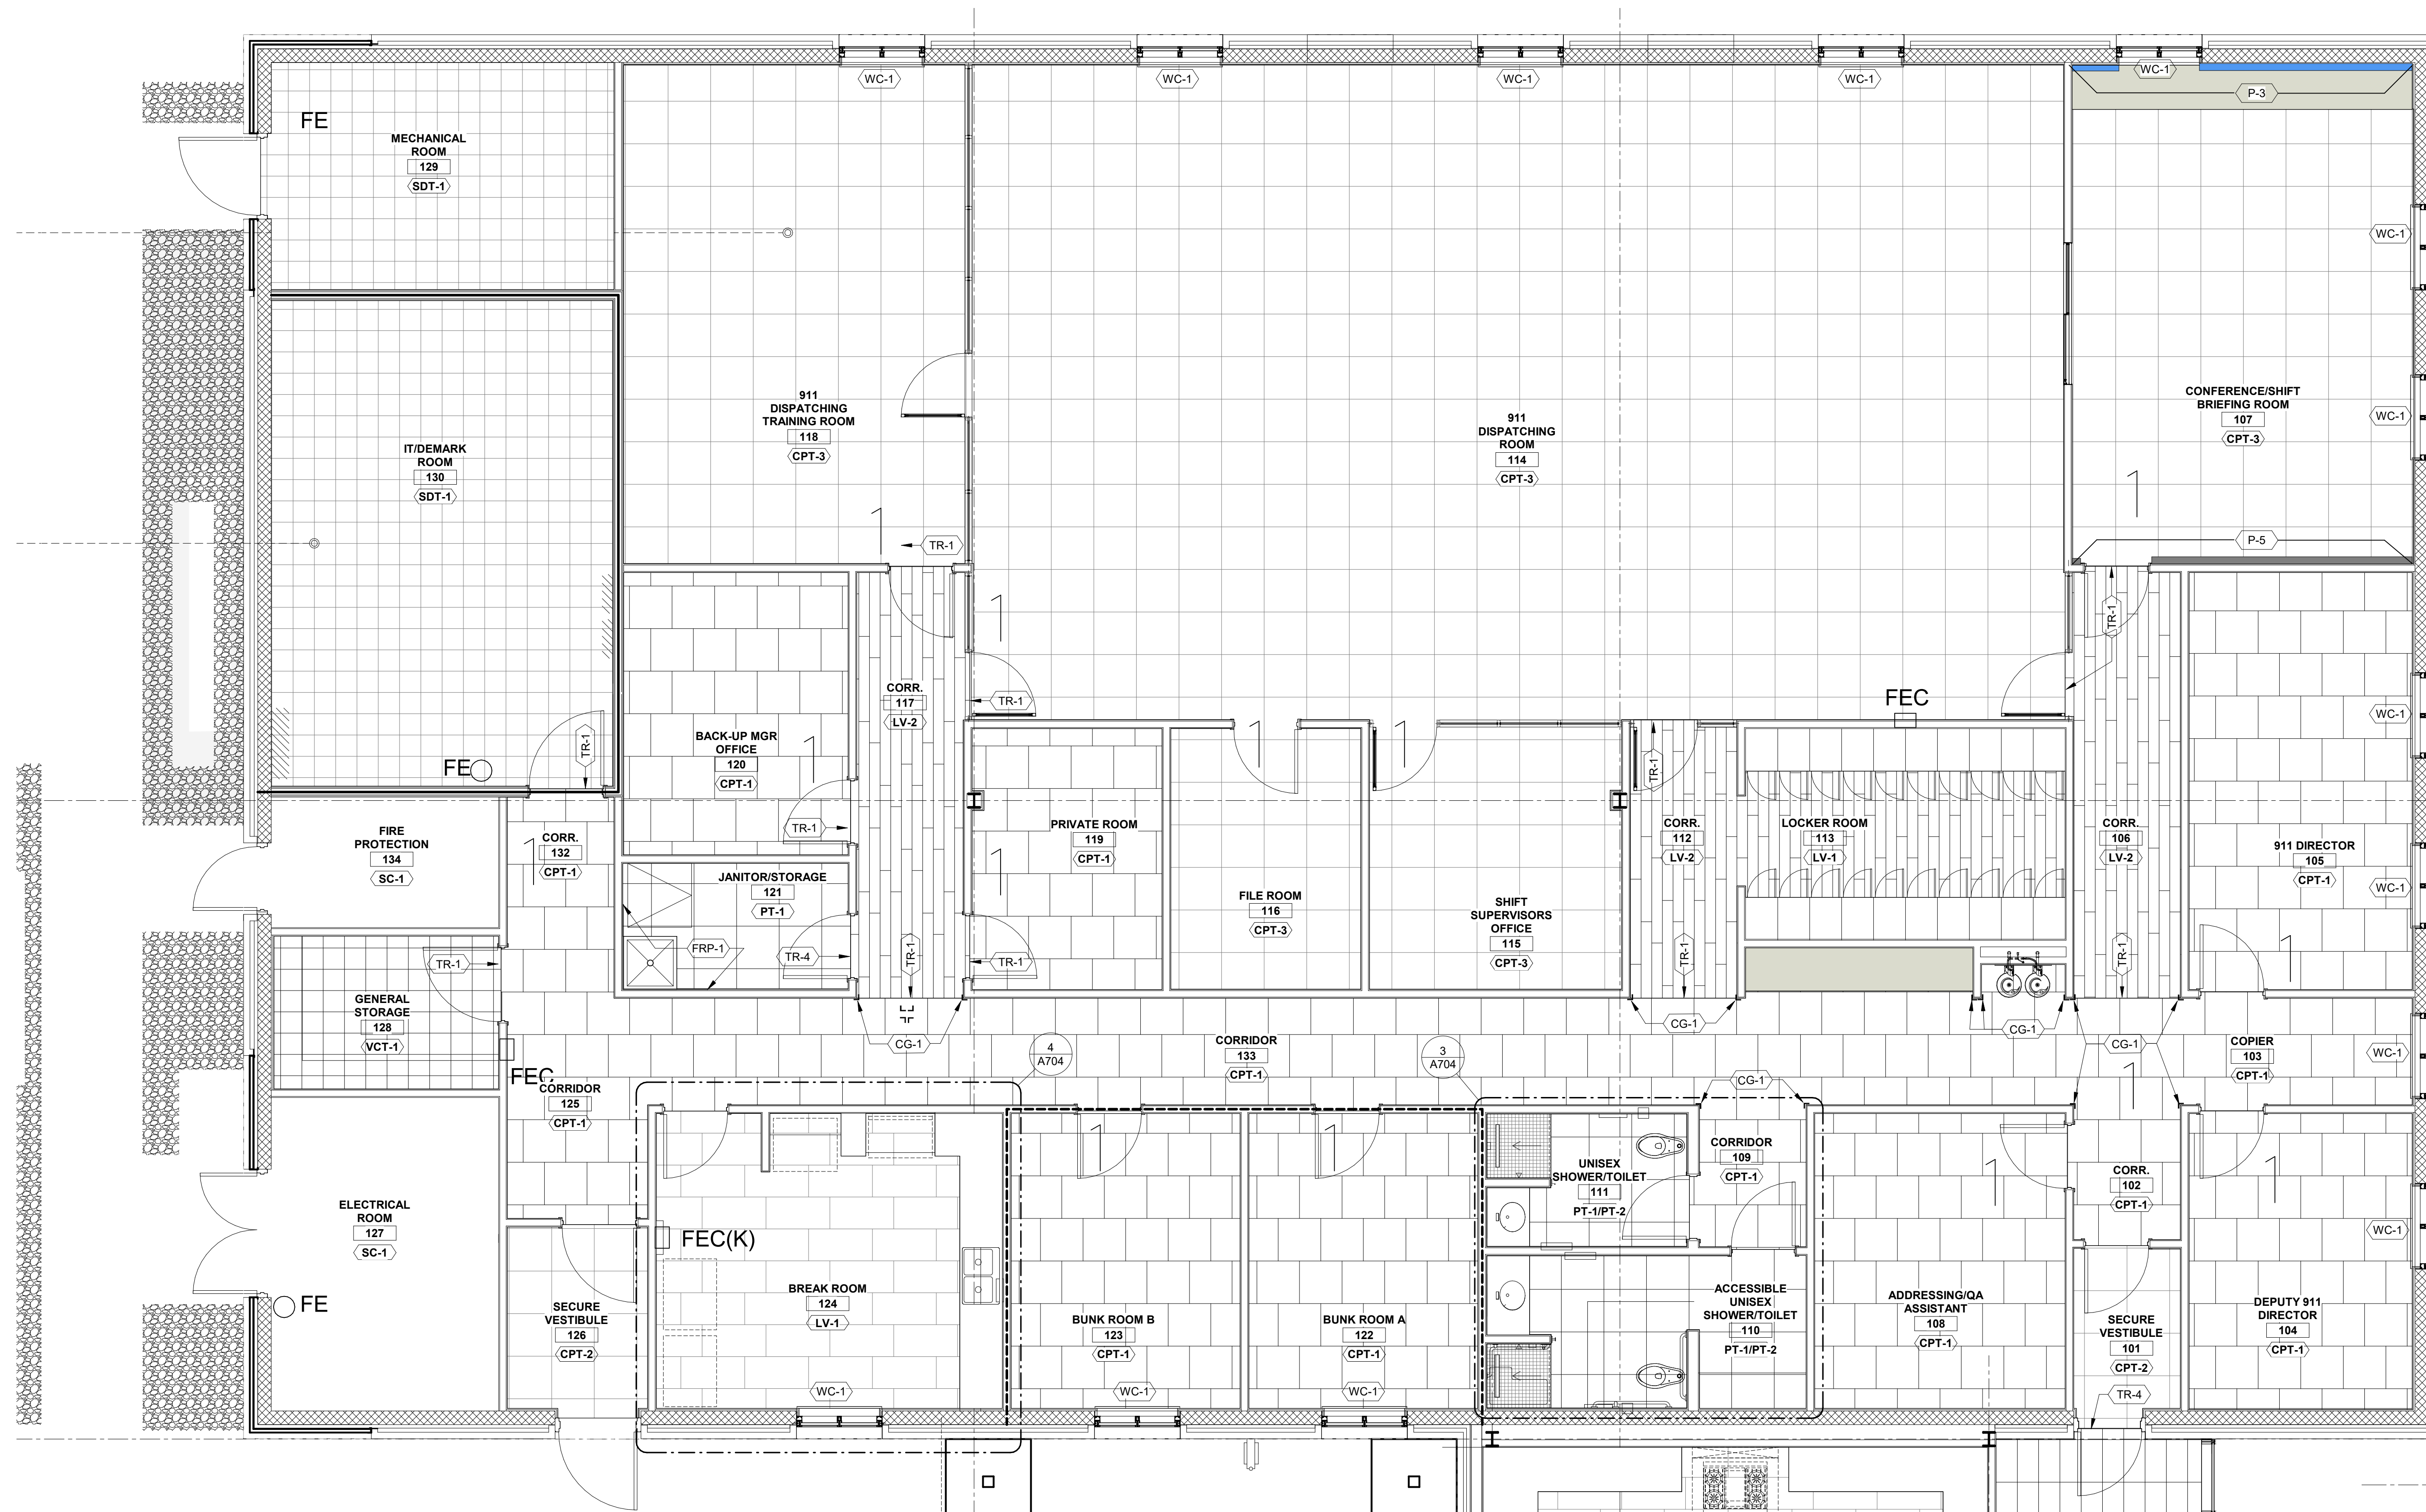 WC-1
WC-1
WC-1
WC-1
WC-1
P-3
FE
MECHANICAL
ROOM
129
SDT-1
WC-1
911
DISPATCHING
TRAINING ROOM
118
CPT-3
911
DISPATCHING
ROOM
114
CPT-3
CONFERENCE/SHIFT
BRIEFING ROOM
107
CPT-3
WC-1
IT/DEMARK
ROOM
130
SDT-1
TR-1
P-5
TR-1
CORR.
117
LV-2
TR-1
FEC
WC-1
BACK-UP MGR
OFFICE
120
CPT-1
TR-1
FE
TR-1
TR-1
FIRE
PROTECTION
134
SC-1
CORR.
132
CPT-1
PRIVATE ROOM
119
CPT-1
CORR.
112
LV-2
LOCKER ROOM
113
LV-1
CORR.
106
LV-2
911 DIRECTOR
105
CPT-1
WC-1
JANITOR/STORAGE
121
PT-1
FILE ROOM
116
CPT-3
SHIFT
SUPERVISORS
OFFICE
115
CPT-3
FRP-1
TR-4
TR-1
TR-1
TR-1
TR-1
TR-1
GENERAL
STORAGE
128
VCT-1
CG-1
CG-1
CG-1
CG-1
4
A704
CORRIDOR
133
CPT-1
3
A704
COPIER
103
CPT-1
WC-1
FEC
CORRIDOR
125
CPT-1
CG-1
ELECTRICAL
ROOM
127
SC-1
FEC(K)
UNISEX
SHOWER/TOILET
111
PT-1/PT-2
CORRIDOR
109
CPT-1
CORR.
102
CPT-1
WC-1
FE
SECURE
VESTIBULE
126
CPT-2
BREAK ROOM
124
LV-1
BUNK ROOM B
123
CPT-1
BUNK ROOM A
122
CPT-1
ACCESSIBLE
UNISEX
SHOWER/TOILET
110
PT-1/PT-2
ADDRESSING/QA
ASSISTANT
108
CPT-1
SECURE
VESTIBULE
101
CPT-2
DEPUTY 911
DIRECTOR
104
CPT-1
WC-1
WC-1
WC-1
TR-4